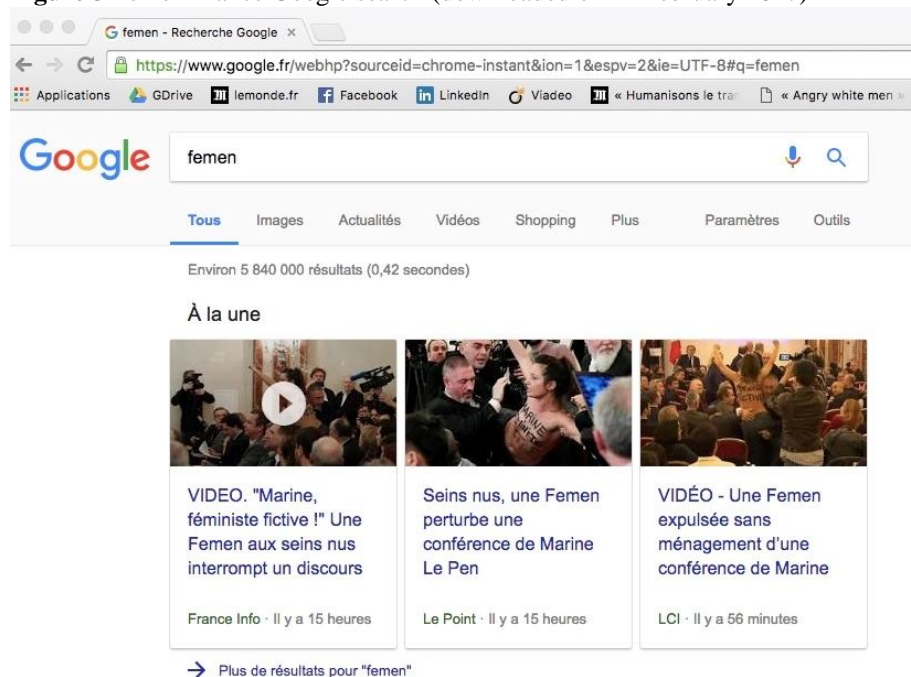 femen - Recherche Google ×
https://www.google.fr/webhp?sourceid=chrome-instant&ion=1&espv=2&ie=UTF-8#q=femen
Applications GDrive lemonde.fr Facebook in LinkedIn Viadeo « Humanisons le tra « Angry white men »
Google femen
Tous Images Actualités Vidéos Shopping Plus Paramètres Outils
Environ 5 840 000 résultats (0,42 secondes)
À la une
VIDEO. "Marine,
féministe fictive !" Une
Femen aux seins nus
interrompt un discours
France Info · Il y a 15 heures
Seins nus, une Femen
perturbe une
conférence de Marine
Le Pen
Le Point · Il y a 15 heures
VIDÉO - Une Femen
expulsée sans
ménagement d'une
conférence de Marine
LCI · Il y a 56 minutes
→ Plus de résultats pour "femen"